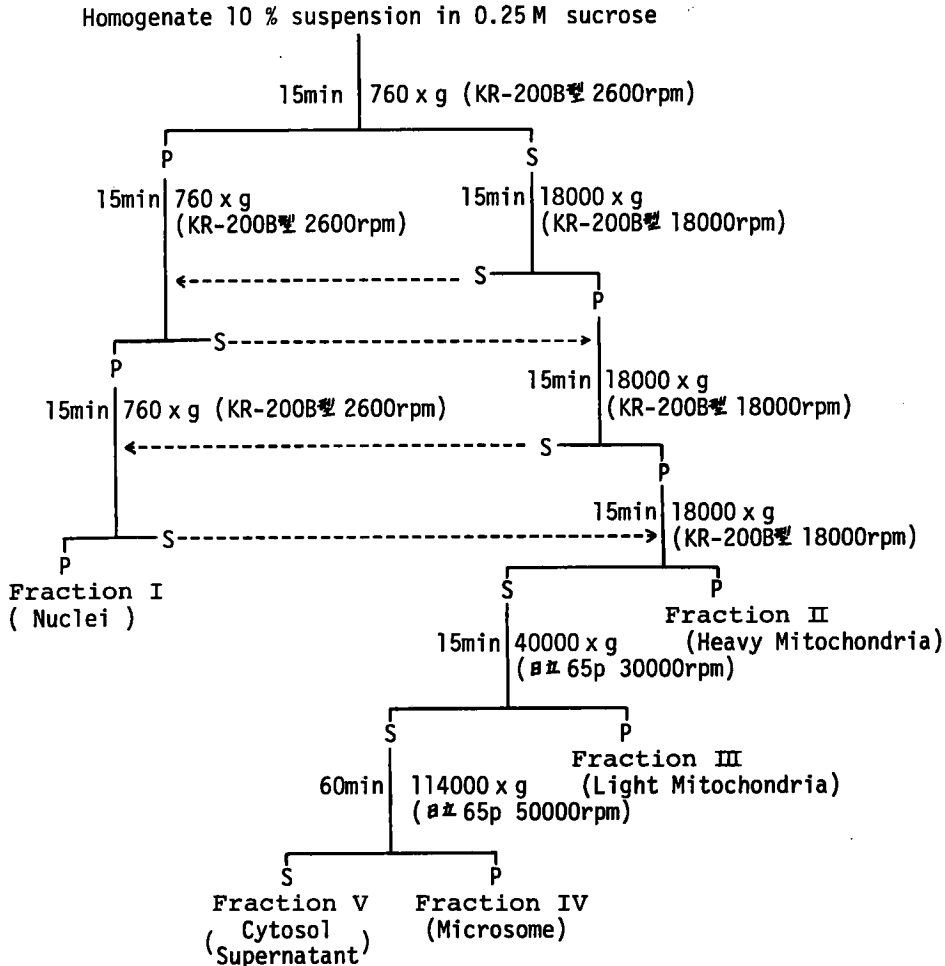 Homogenate 10 % suspension in 0.25 M sucrose
15min 760 x g (KR-200B型 2600rpm)
P
S
15min 760 x g
(KR-200B型 2600rpm)
15min 18000 x g
(KR-200B型 18000rpm)
S
P
S
P
15min 18000 x g
(KR-200B型 18000rpm)
15min 760 x g (KR-200B型 2600rpm)
S
P
15min 18000 x g
(KR-200B型 18000rpm)
S
P
Fraction I
( Nuclei )
S
P
Fraction II
(Heavy Mitochondria)
15min 40000 x g
(日立 65p 30000rpm)
S
P
Fraction III
(Light Mitochondria)
60min 114000 x g
(日立 65p 50000rpm)
S
P
Fraction V
Fraction IV
(Cytosol
Supernatant)
(Microsome)